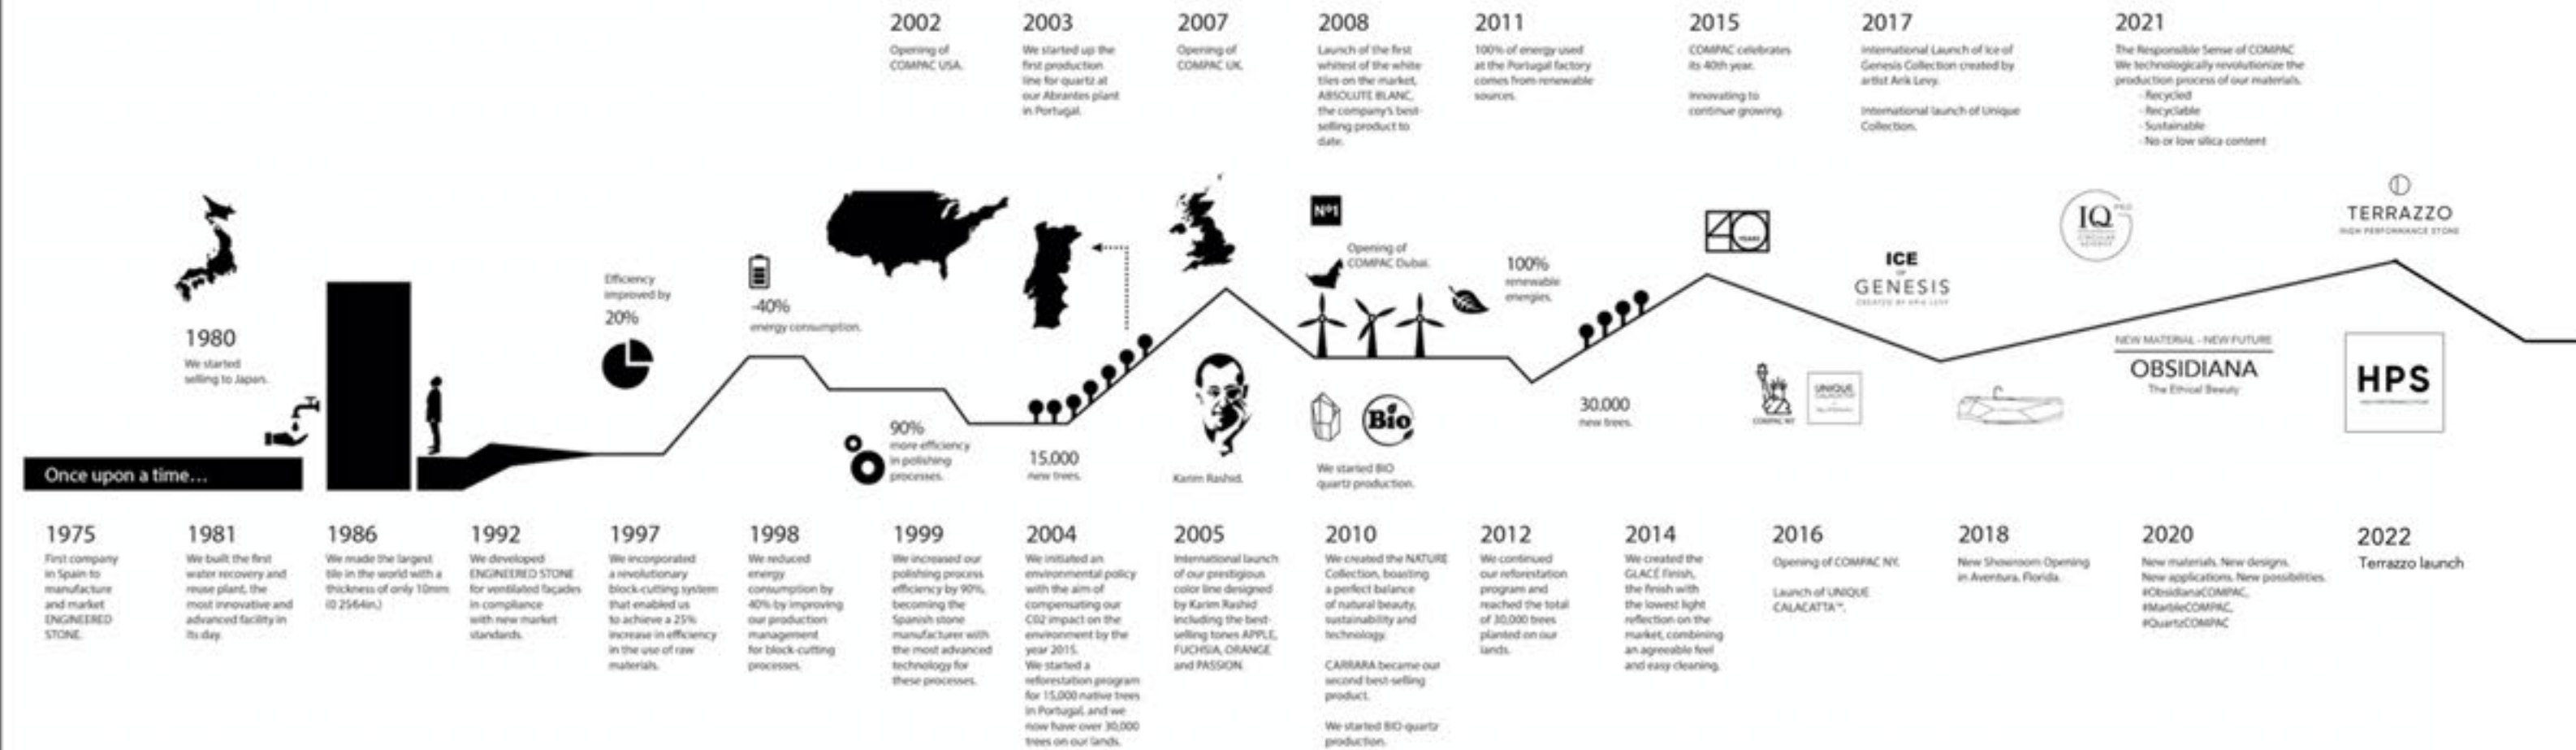 2002
Opening of
COMPAC USA.
2003
We started up the
first production
line for quartz at
our Abrantes plant
in Portugal.
2007
Opening of
COMPAC UK.
2008
Launch of the first
whitest of the white
tiles on the market,
ABSOLUTE BLANC,
the company's best-
selling product to
date.
2011
100% of energy used
at the Portugal factory
comes from renewable
sources.
2015
COMPAC celebrates
its 40th year.
Innovating to
continue growing.
2017
International Launch of Ice of
Genesis Collection created by
artist Arik Levy.
International launch of Unique
Collection.
2021
The Responsible Sense of COMPAC
We technologically revolutionize the
production process of our materials.
- Recycled
- Recyclable
- Sustainable
- No or low silica content
1980
We started
selling to Japan.
Efficiency
improved by
20%
-40%
energy consumption.
90%
more efficiency
in polishing
processes.
15.000
new trees.
Karim Rashid.
Nº1
Opening of
COMPAC Dubai.
100%
renewable
energies.
Bio
We started BIO
quartz production.
30.000
new trees.
40
YEARS
COMPAC NY
UNIQUE
CALACATTA
ICE
OF
GENESIS
CREATED BY ARIK LEVY
IQ
PRO
CIRCULAR
SCIENCE
NEW MATERIAL - NEW FUTURE
OBSIDIANA
The Ethical Beauty
TERRAZZO
HIGH PERFORMANCE STONE
HPS
Once upon a time...
1975
First company
in Spain to
manufacture
and market
ENGINEERED
STONE.
1981
We built the first
water recovery and
reuse plant, the
most innovative and
advanced facility in
its day.
1986
We made the largest
tile in the world with a
thickness of only 10mm
(0.2564in.)
1992
We developed
ENGINEERED STONE
for ventilated façades
in compliance
with new market
standards.
1997
We incorporated
a revolutionary
block-cutting system
that enabled us
to achieve a 25%
increase in efficiency
in the use of raw
materials.
1998
We reduced
energy
consumption by
40% by improving
our production
management
for block-cutting
processes.
1999
We increased our
polishing process
efficiency by 90%,
becoming the
Spanish stone
manufacturer with
the most advanced
technology for
these processes.
2004
We initiated an
environmental policy
with the aim of
compensating our
CO2 impact on the
environment by the
year 2015.
We started a
reforestation program
for 15,000 native trees
in Portugal, and we
now have over 30,000
trees on our lands.
2005
International launch
of our prestigious
color line designed
by Karim Rashid
including the best-
selling tones APPLE,
FUCHSIA, ORANGE
and PASSION.
2010
We created the NATURE
Collection, boasting
a perfect balance
of natural beauty,
sustainability and
technology.
CARRARA became our
second best-selling
product.
We started BIO-quartz
production.
2012
We continued
our reforestation
program and
reached the total
of 30,000 trees
planted on our
lands.
2014
We created the
GLACÉ Finish,
the finish with
the lowest light
reflection on the
market, combining
an agreeable feel
and easy cleaning.
2016
Opening of COMPAC NY.
Launch of UNIQUE
CALACATTA™.
2018
New Showroom Opening
in Aventura, Florida.
2020
New materials. New designs.
New applications. New possibilities.
#ObsidianaCOMPAC,
#MarbleCOMPAC,
#QuartzCOMPAC
2022
Terrazzo launch